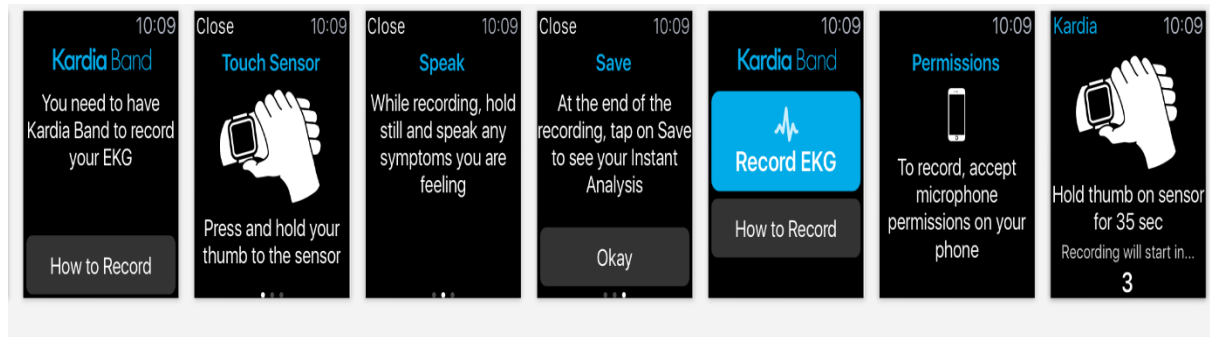 10:09
Kardia Band
You need to have
Kardia Band to record
your EKG
How to Record
Close 10:09
Touch Sensor
Press and hold your
thumb to the sensor
Close 10:09
Speak
While recording, hold
still and speak any
symptoms you are
feeling
Close 10:09
Save
At the end of the
recording, tap on Save
to see your Instant
Analysis
Okay
10:09
Kardia Band
Record EKG
How to Record
10:09
Permissions
To record, accept
microphone
permissions on your
phone
Kardia 10:09
Hold thumb on sensor
for 35 sec
Recording will start in...
3